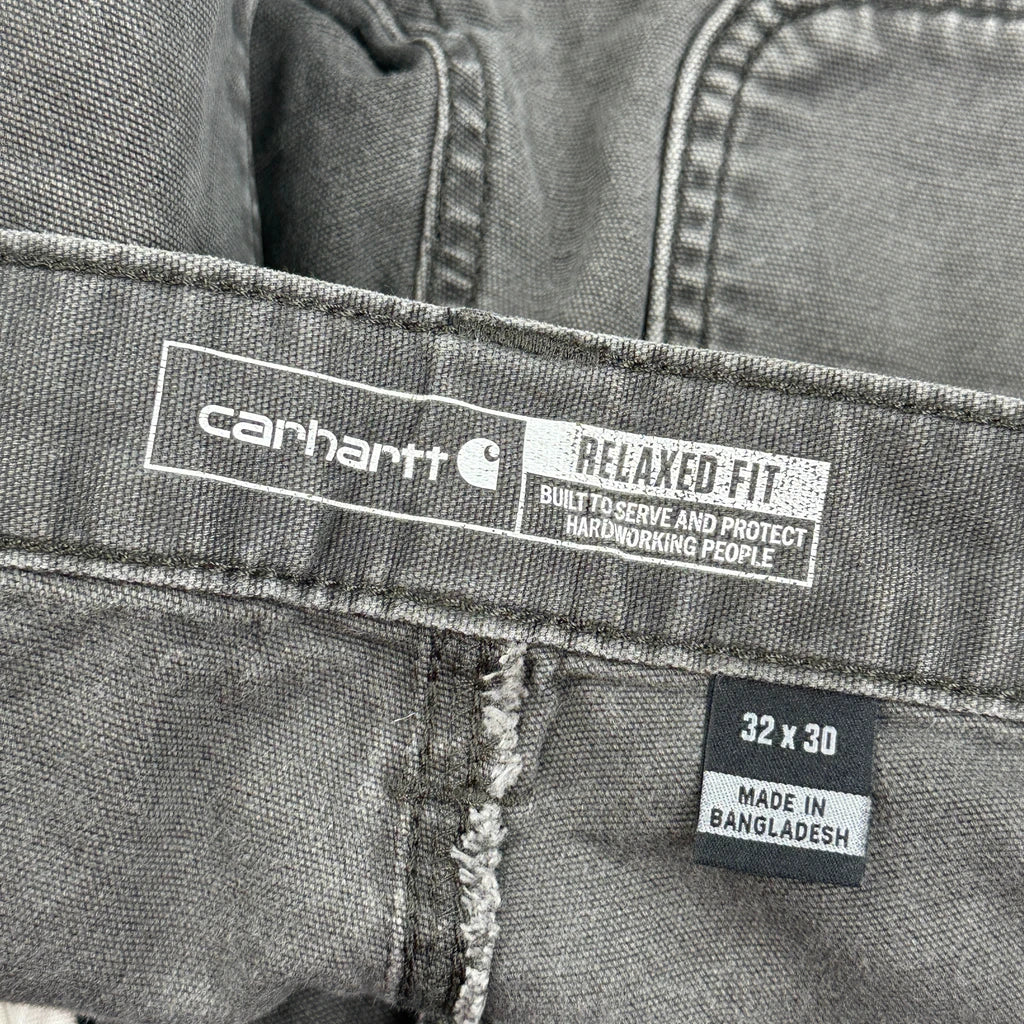 carhartt
RELAXED FIT
BUILT TO SERVE AND PROTECT
HARDWORKING PEOPLE
32 x 30
MADE IN
BANGLADESH